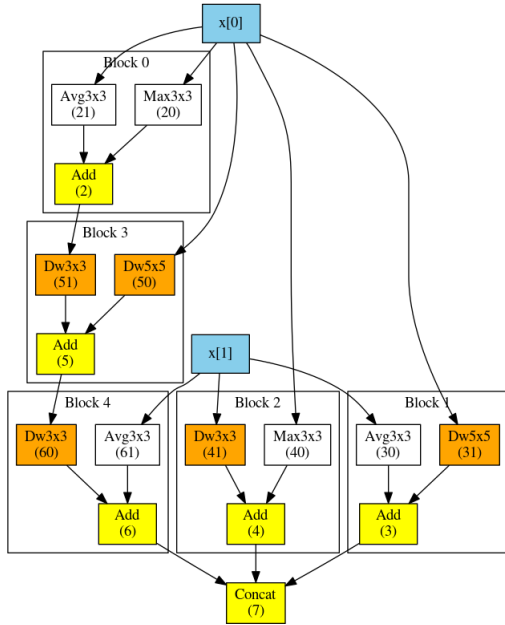 x[0]
Block 0
Avg3x3
(21)
Max3x3
(20)
Add
(2)
Block 3
Dw3x3
(51)
Dw5x5
(50)
Add
(5)
x[1]
Block 4
Dw3x3
(60)
Avg3x3
(61)
Add
(6)
Block 2
Dw3x3
(41)
Max3x3
(40)
Add
(4)
Block 1
Avg3x3
(30)
Dw5x5
(31)
Add
(3)
Concat
(7)